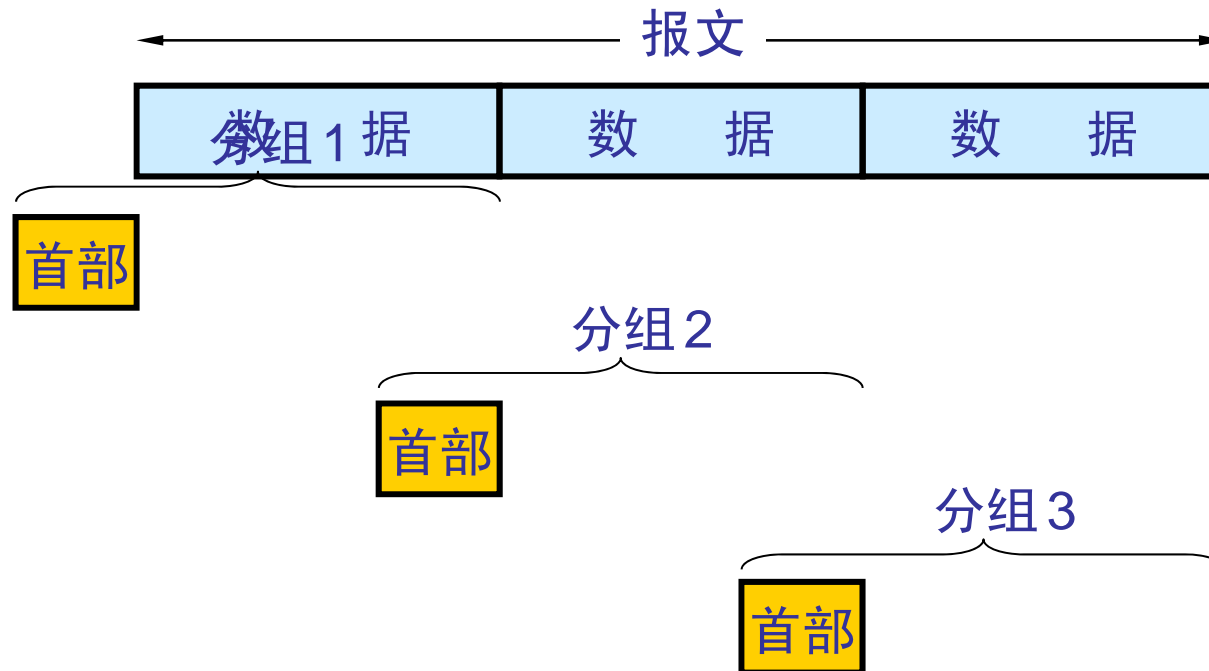 报文
数 据 数 据 数 据
分组1
首部
分组2
首部
分组3
首部